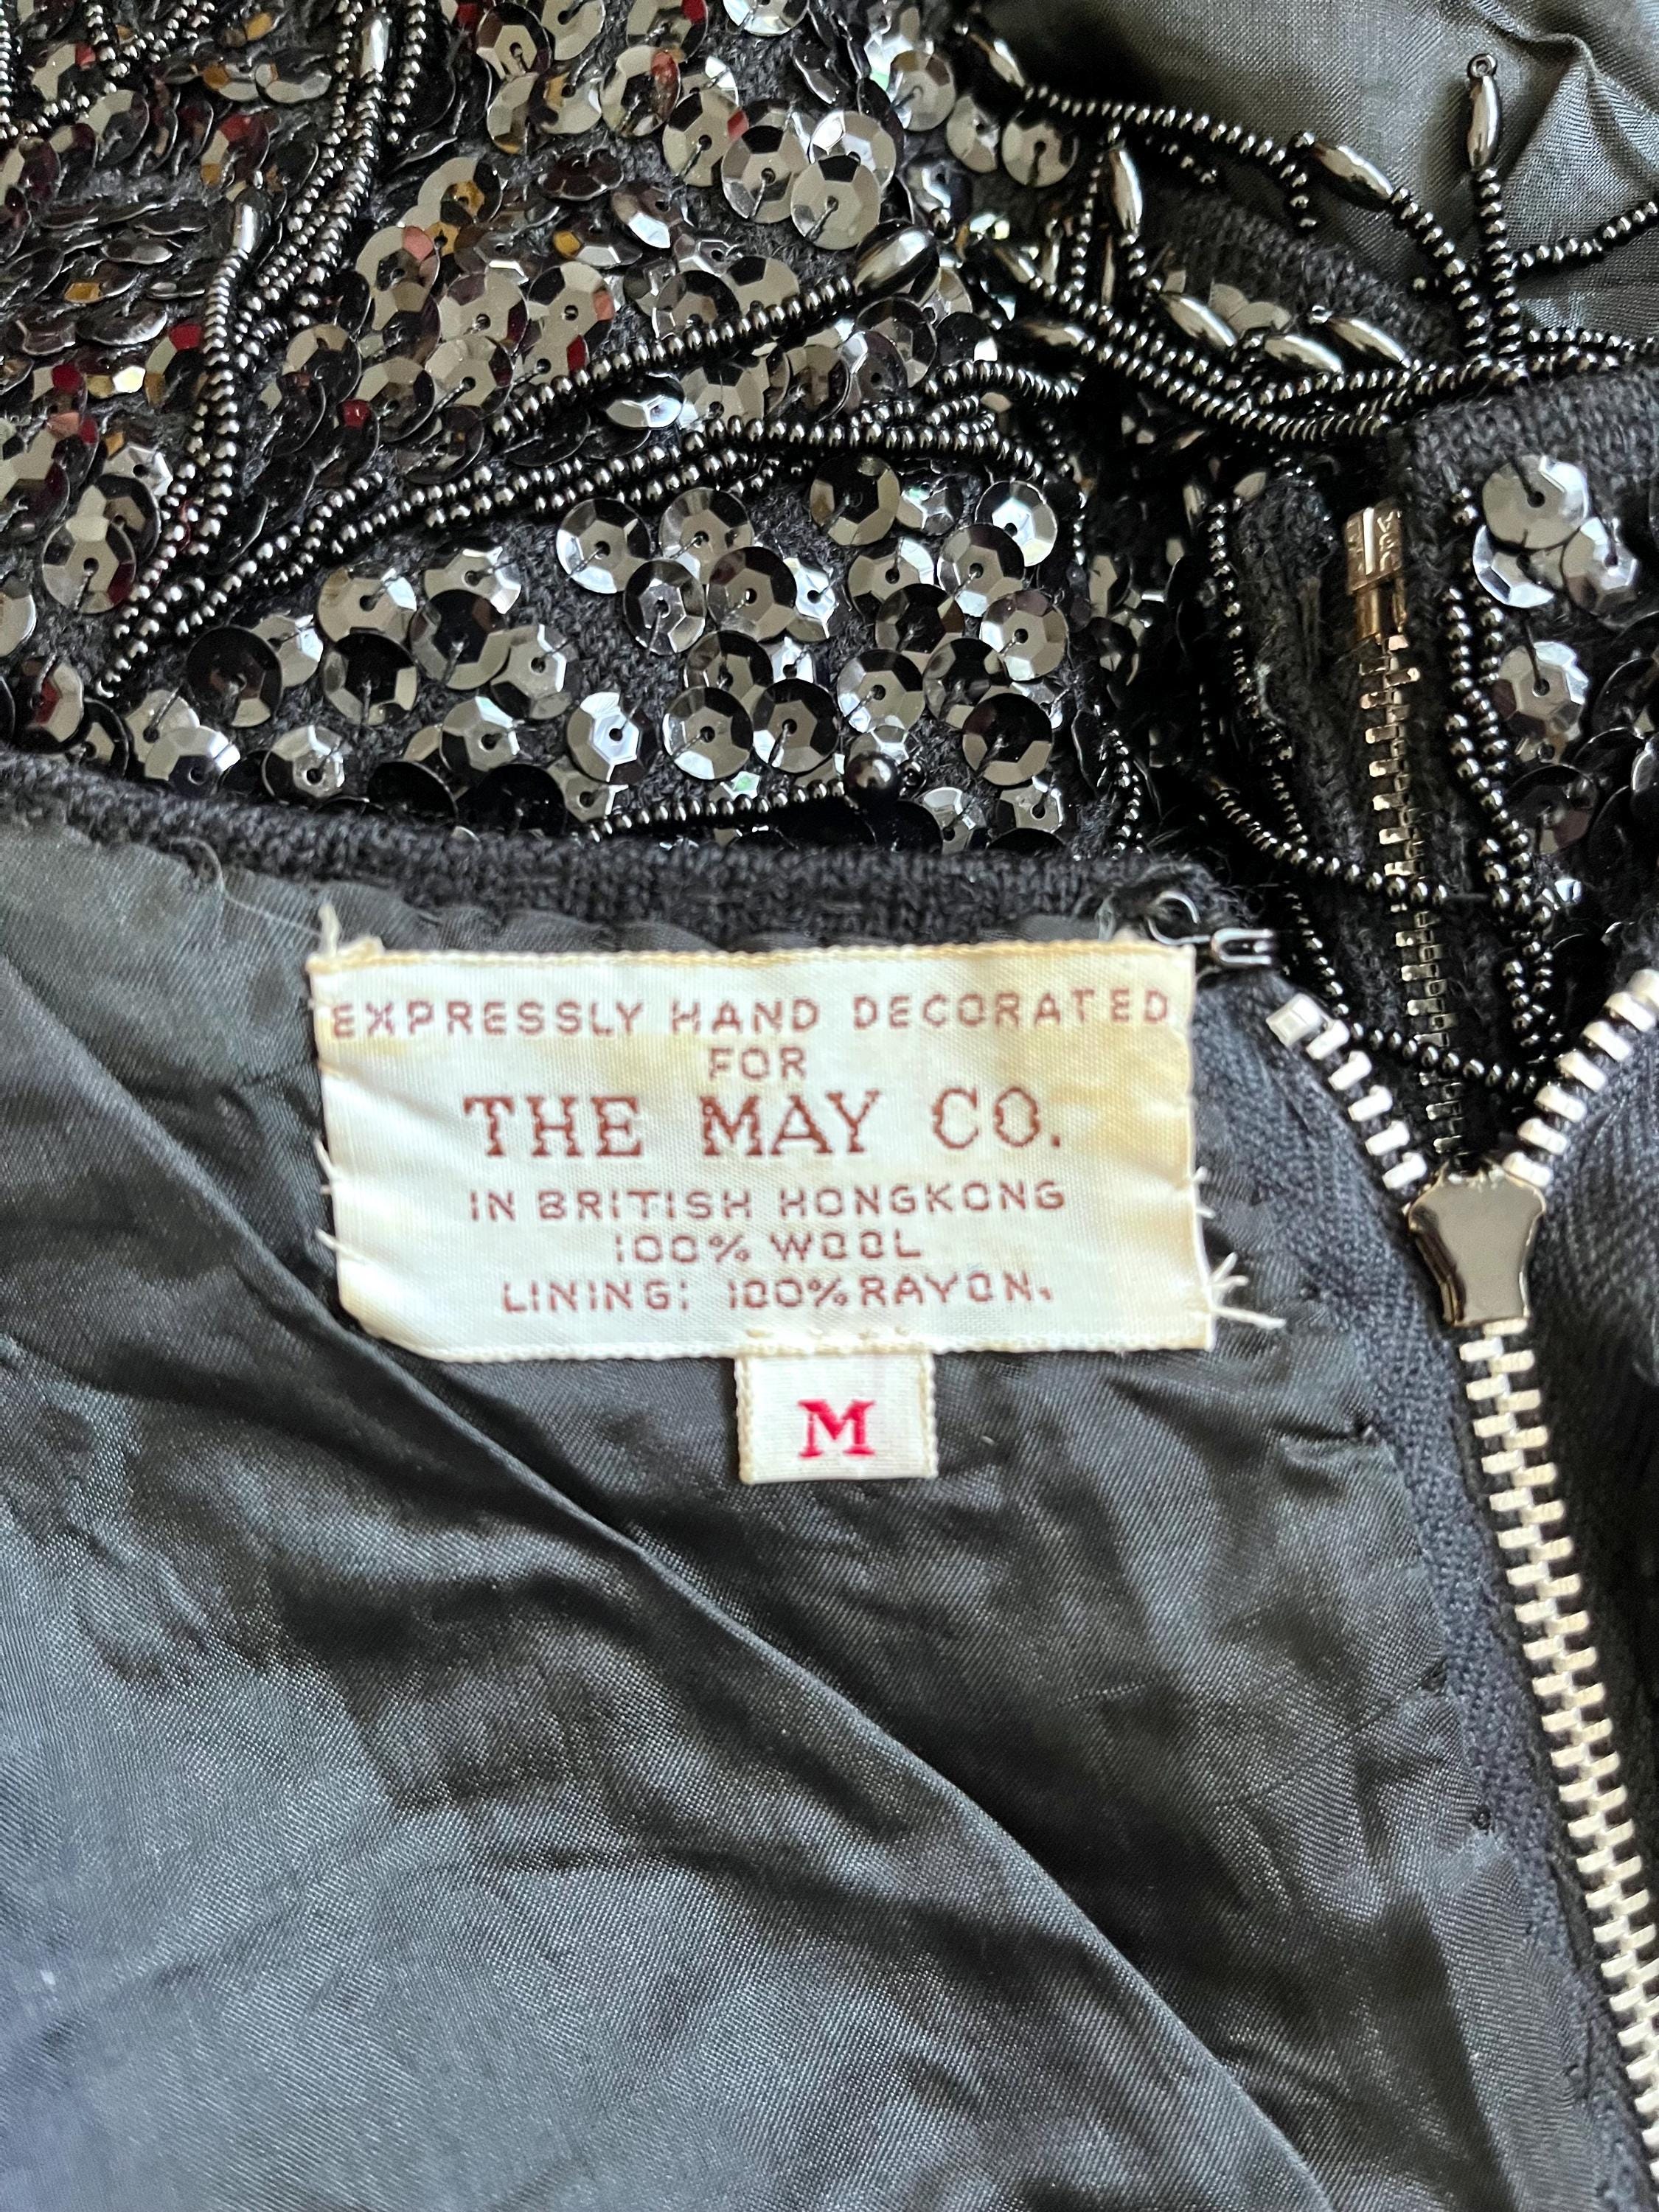 EXPRESSLY HAND DECORATED
FOR
THE MAY CO.
IN BRITISH HONGKONG
100% WOOL
LINING: 100% RAYON.
M